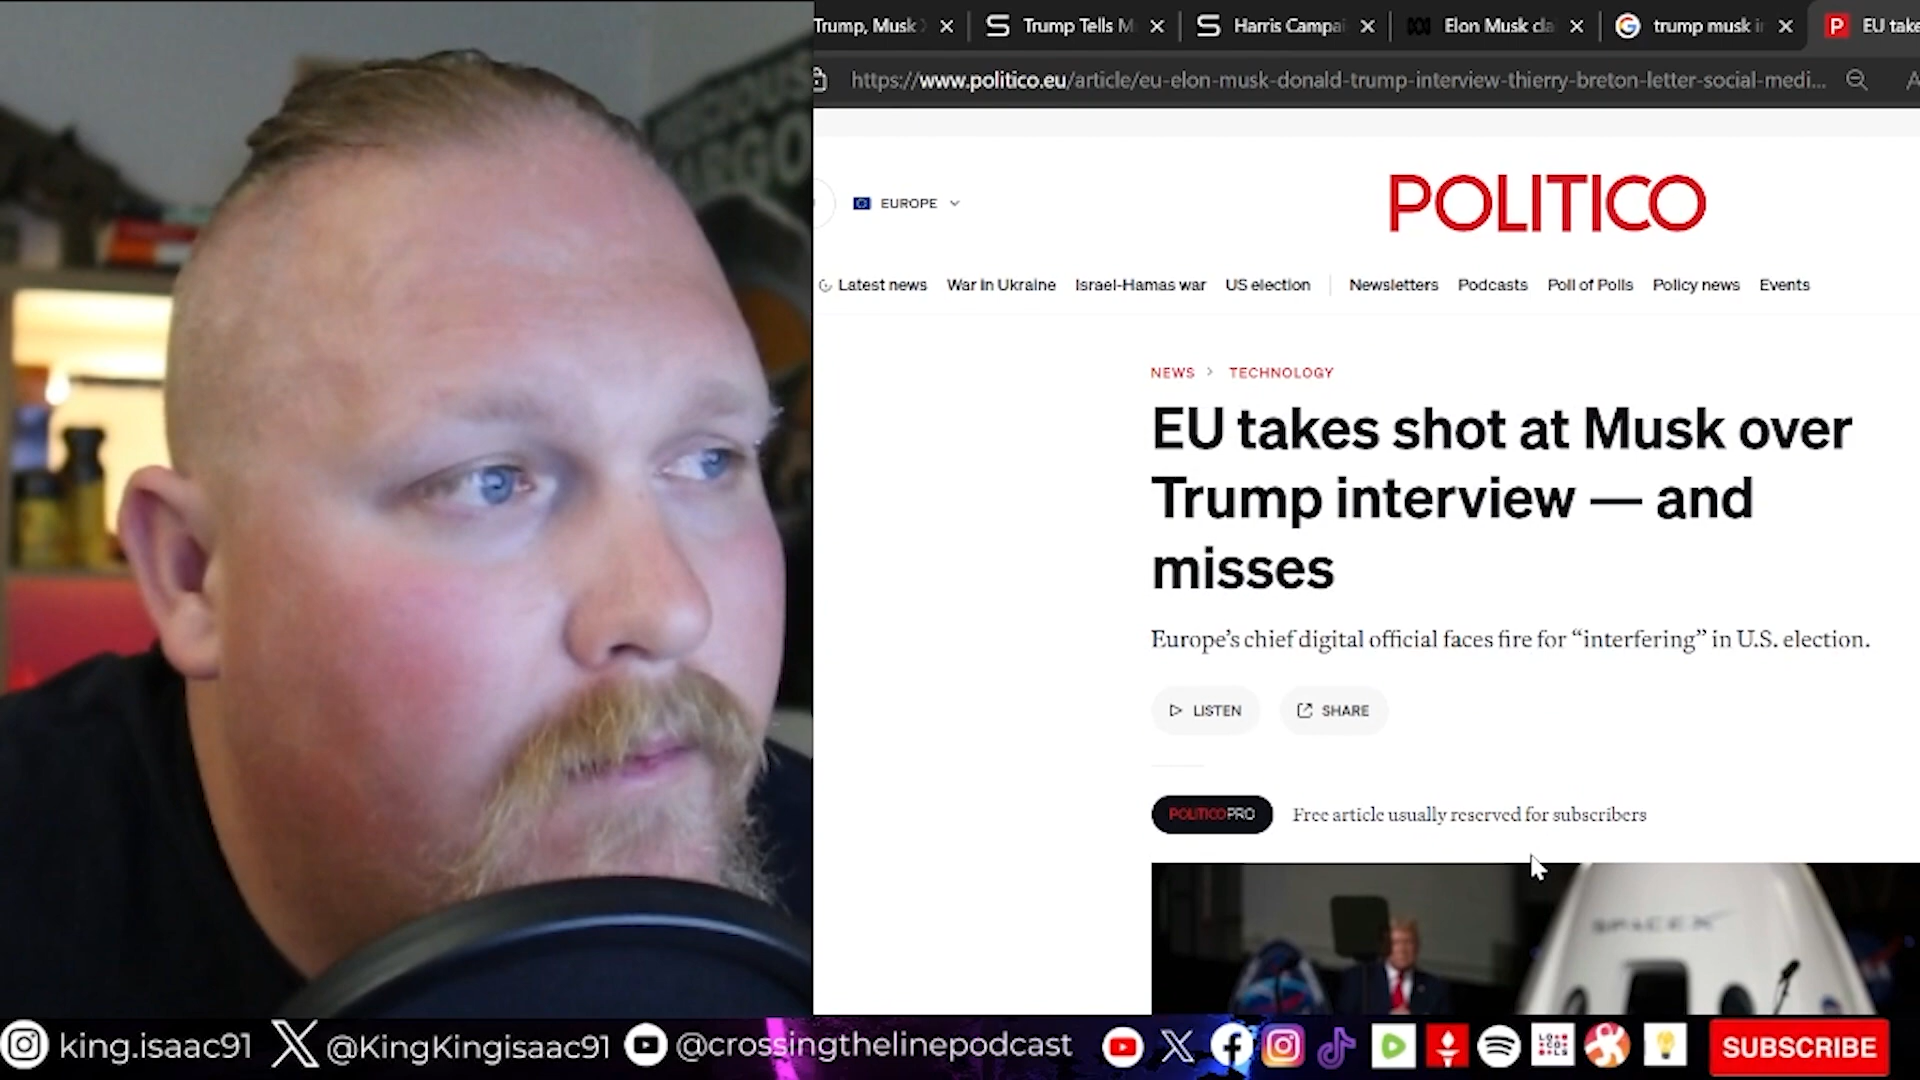 Trump, Musk
Trump Tells M
Harris Campai
Elon Musk cla
trump musk i
EU take
https://www.politico.eu/article/eu-elon-musk-donald-trump-interview-thierry-breton-letter-social-medi...
EUROPE
POLITICO
Latest news War in Ukraine Israel-Hamas war US election Newsletters Podcasts Poll of Polls Policy news Events
NEWS > TECHNOLOGY
EU takes shot at Musk over
Trump interview — and
misses
Europe's chief digital official faces fire for “interfering” in U.S. election.
LISTEN SHARE
POLITICO PRO Free article usually reserved for subscribers
SPACEX
king.isaac91 @KingKingisaac91 @crossingthelinepodcast
LOCALS
SUBSCRIBE